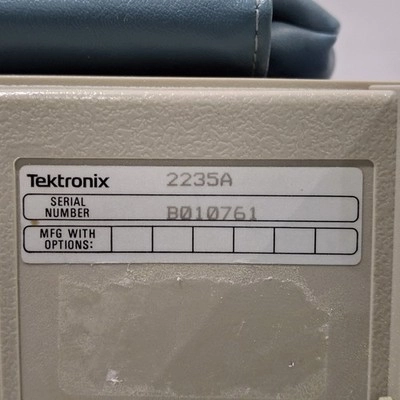 Tektronix 2235A
SERIAL
NUMBER B010761
MFG WITH
OPTIONS: